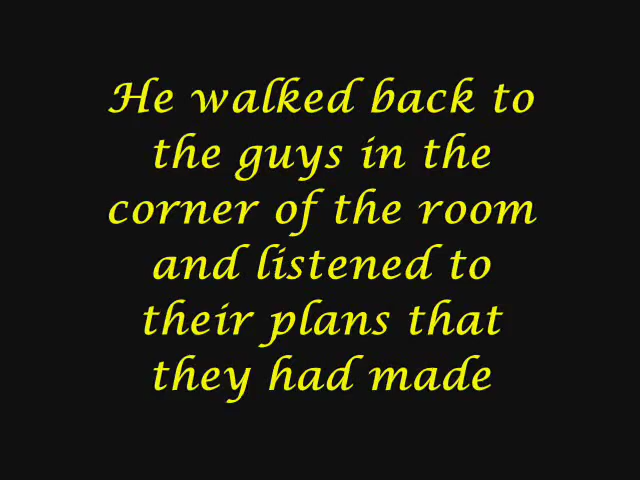 He walked back to
the guys in the
corner of the room
and listened to
their plans that
they had made